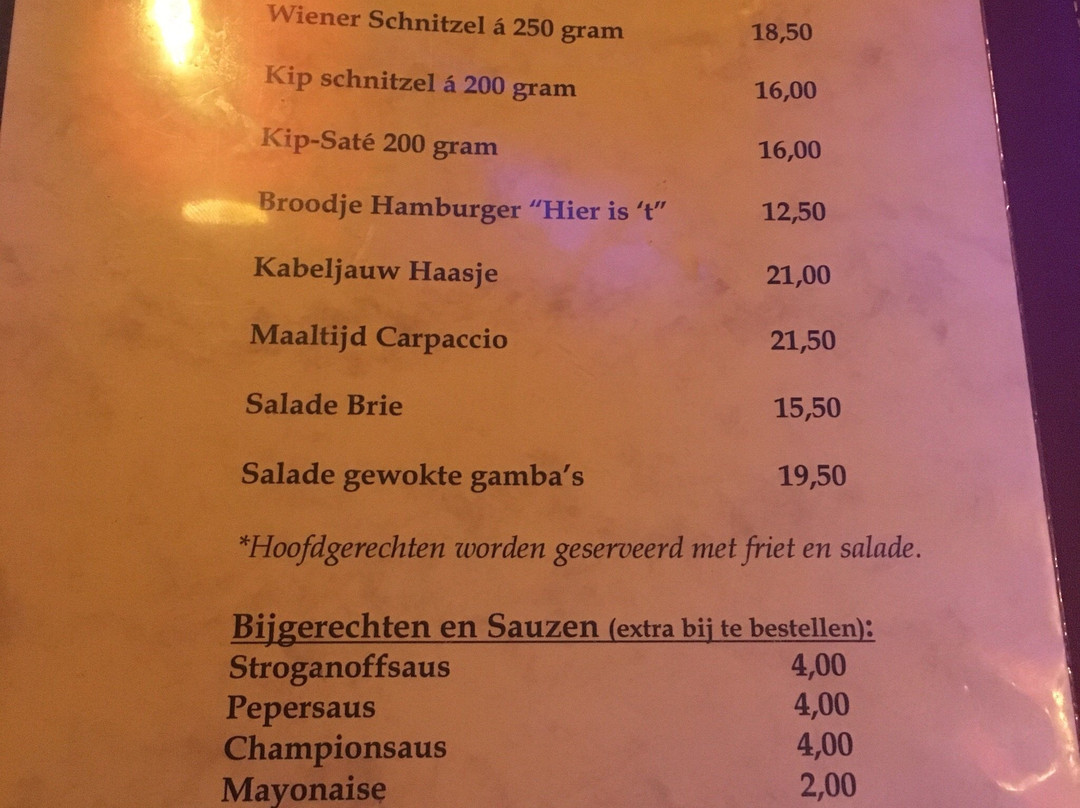 Wiener Schnitzel á 250 gram 18,50
Kip schnitzel á 200 gram 16,00
Kip-Saté 200 gram 16,00
Broodje Hamburger “Hier is ‘t” 12,50
Kabeljauw Haasje 21,00
Maaltijd Carpaccio 21,50
Salade Brie 15,50
Salade gewokte gamba’s 19,50
*Hoofdgerechten worden geserveerd met friet en salade.
Bijgerechten en Sauzen (extra bij te bestellen):
Stroganoffsaus 4,00
Pepersaus 4,00
Championsaus 4,00
Mayonaise 2,00